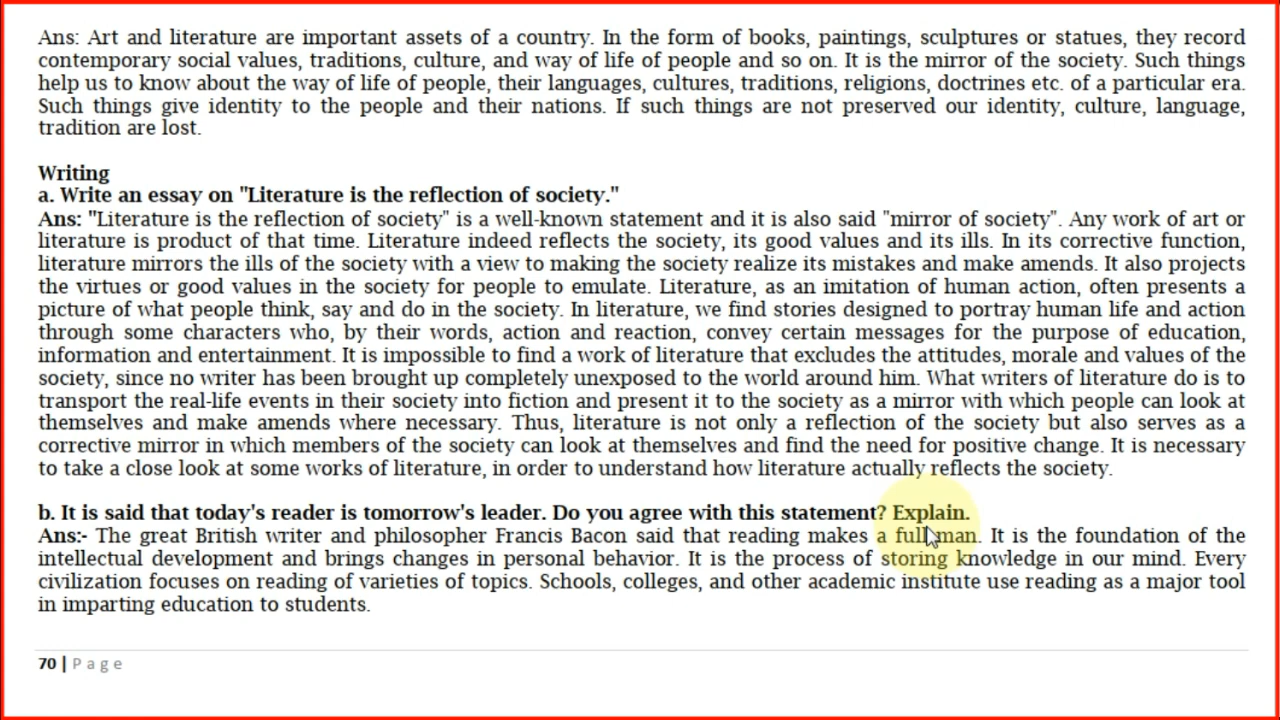 Ans: Art and literature are important assets of a country. In the form of books, paintings, sculptures or statues, they record
contemporary social values, traditions, culture, and way of life of people and so on. It is the mirror of the society. Such things
help us to know about the way of life of people, their languages, cultures, traditions, religions, doctrines etc. of a particular era.
Such things give identity to the people and their nations. If such things are not preserved our identity, culture, language,
tradition are lost.
Writing
a. Write an essay on "Literature is the reflection of society."
Ans: "Literature is the reflection of society" is a well-known statement and it is also said "mirror of society". Any work of art or
literature is product of that time. Literature indeed reflects the society, its good values and its ills. In its corrective function,
literature mirrors the ills of the society with a view to making the society realize its mistakes and make amends. It also projects
the virtues or good values in the society for people to emulate. Literature, as an imitation of human action, often presents a
picture of what people think, say and do in the society. In literature, we find stories designed to portray human life and action
through some characters who, by their words, action and reaction, convey certain messages for the purpose of education,
information and entertainment. It is impossible to find a work of literature that excludes the attitudes, morale and values of the
society, since no writer has been brought up completely unexposed to the world around him. What writers of literature do is to
transport the real-life events in their society into fiction and present it to the society as a mirror with which people can look at
themselves and make amends where necessary. Thus, literature is not only a reflection of the society but also serves as a
corrective mirror in which members of the society can look at themselves and find the need for positive change. It is necessary
to take a close look at some works of literature, in order to understand how literature actually reflects the society.
b. It is said that today's reader is tomorrow's leader. Do you agree with this statement? Explain.
Ans:- The great British writer and philosopher Francis Bacon said that reading makes a full man. It is the foundation of the
intellectual development and brings changes in personal behavior. It is the process of storing knowledge in our mind. Every
civilization focuses on reading of varieties of topics. Schools, colleges, and other academic institute use reading as a major tool
in imparting education to students.
70 | Page